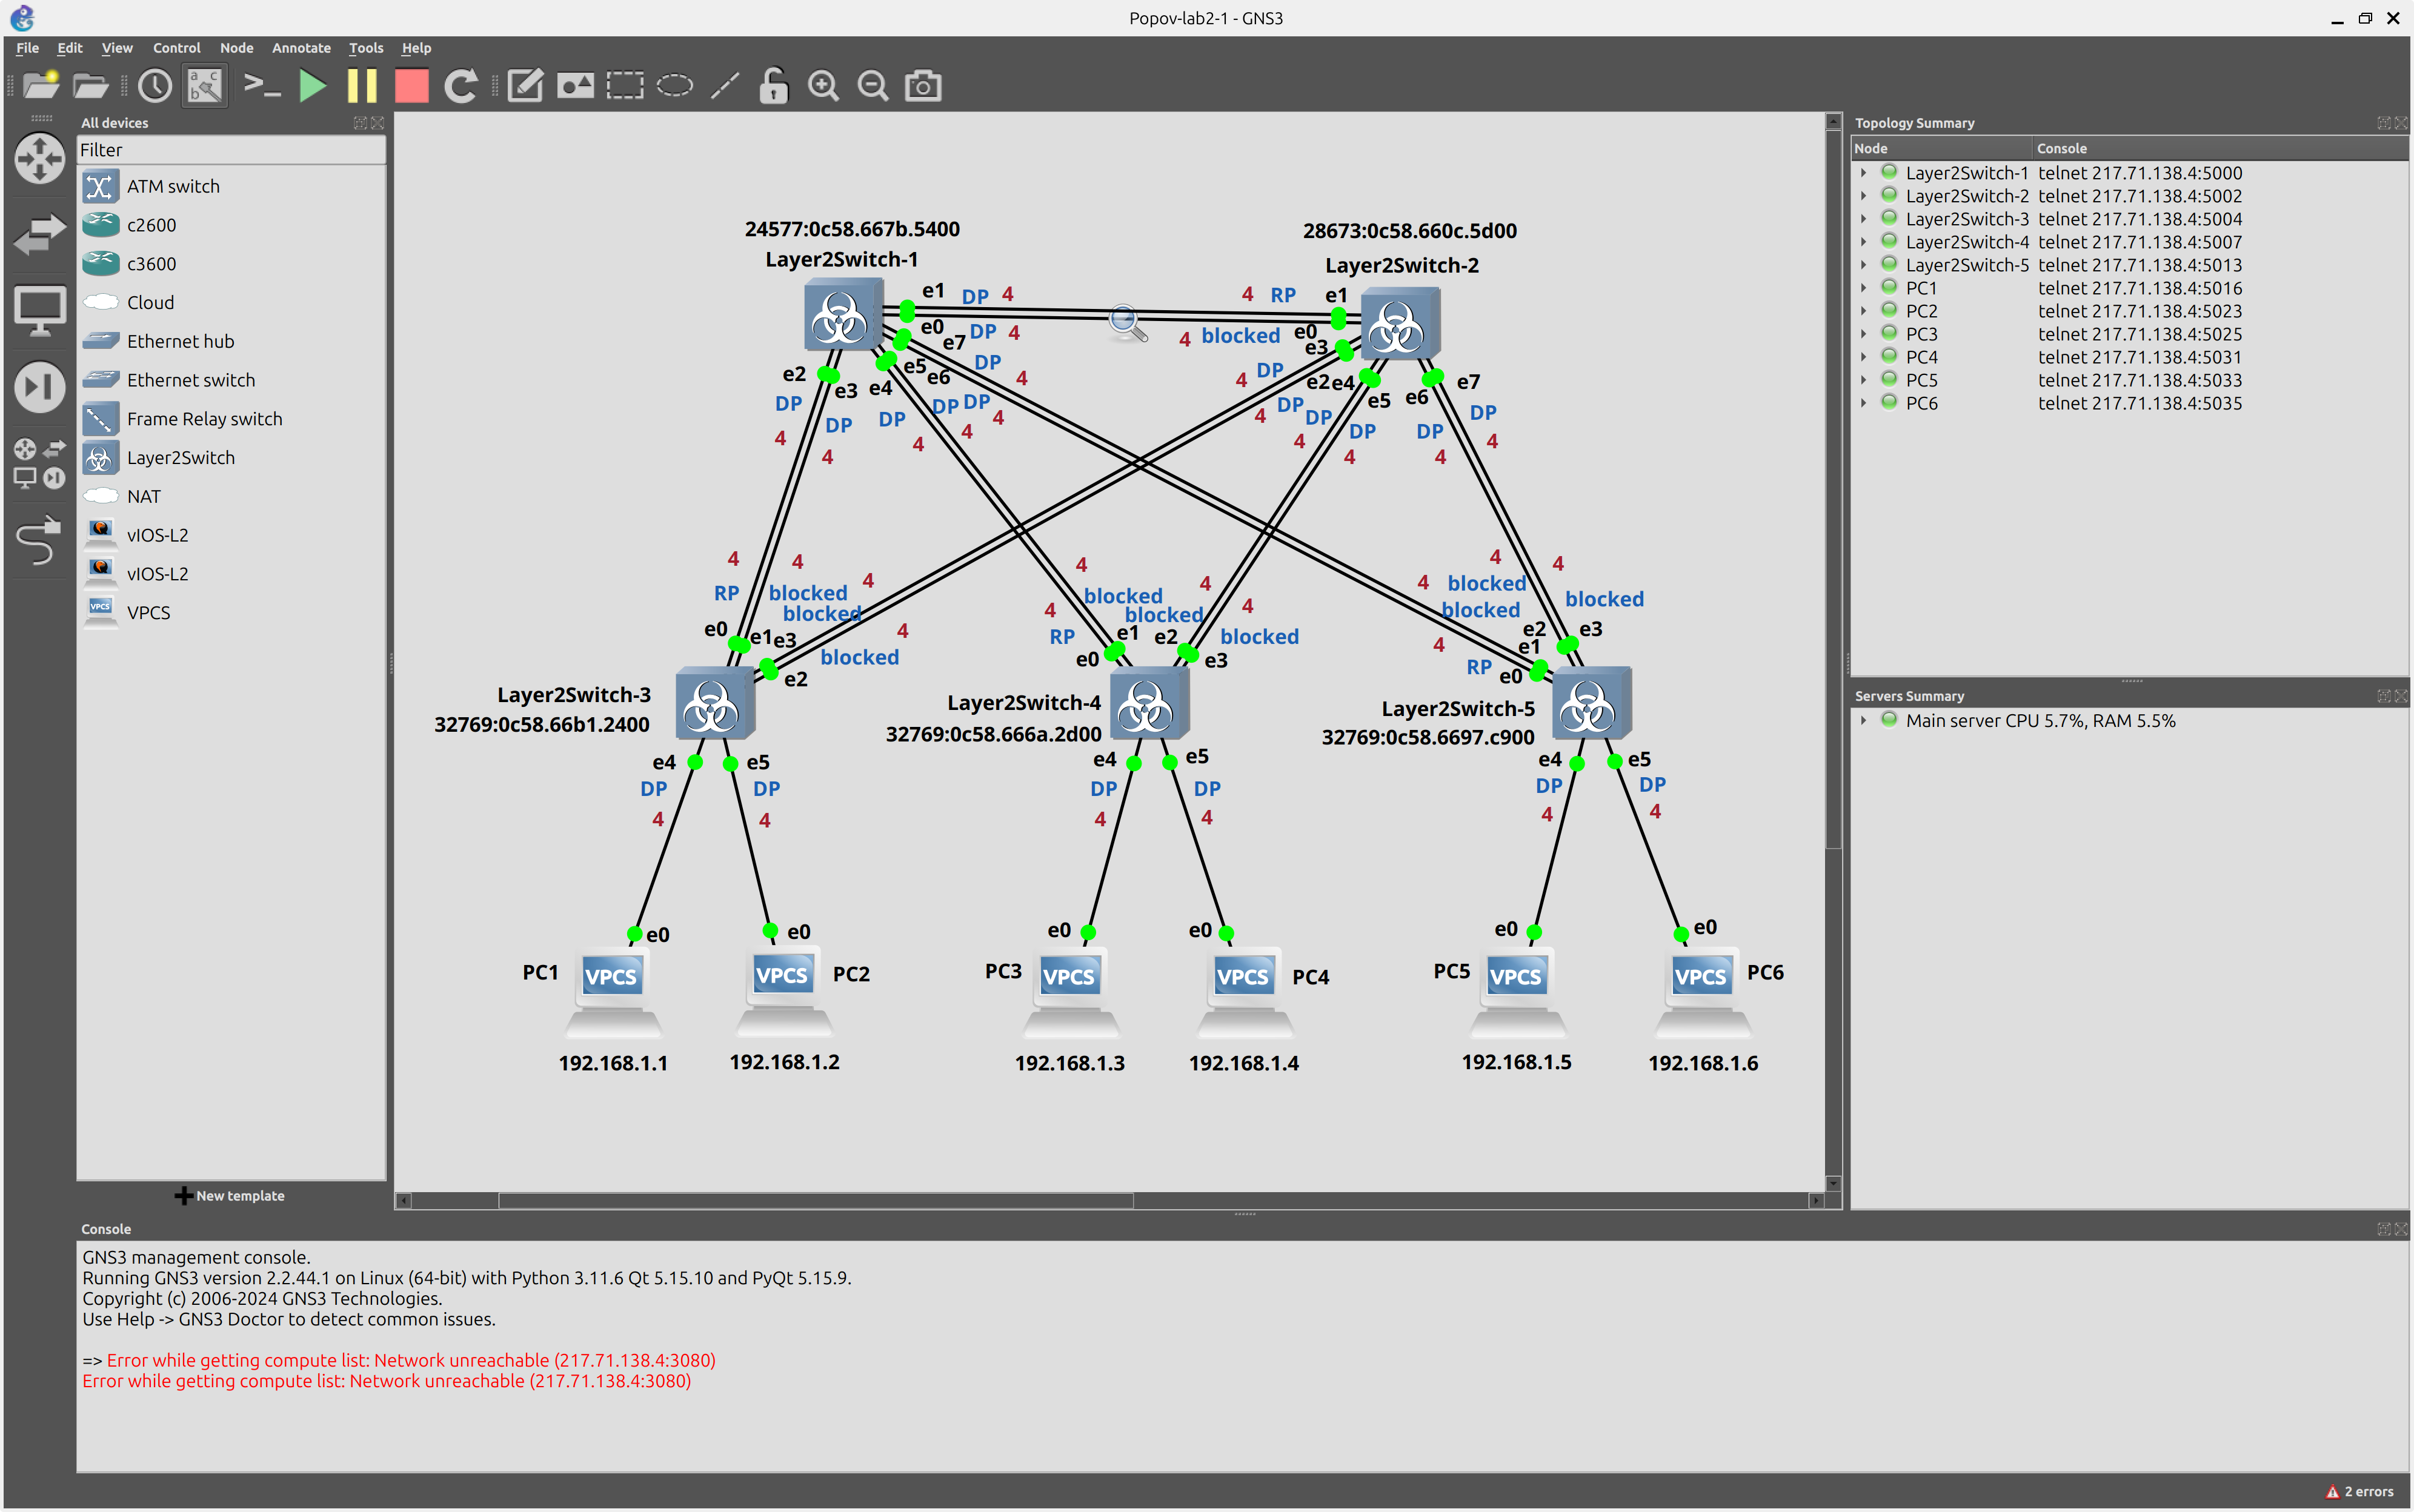 Popov-lab2-1 - GNS3
File Edit View Control Node Annotate Tools Help
All devices
Filter
ATM switch
c2600
c3600
Cloud
Ethernet hub
Ethernet switch
Frame Relay switch
Layer2Switch
NAT
vIOS-L2
vIOS-L2
VPCS VPCS
New template
24577:0c58.667b.5400
Layer2Switch-1
28673:0c58.660c.5d00
Layer2Switch-2
e1 DP 4
4 RP e1
e0 DP 4
4 blocked e0
e7 DP 4
e3 DP 4
e2 e3 e4 e5 e6
e2 e4 e5 e6 e7
DP DP DP DP DP
4 4 4 4 4
DP DP DP DP DP
4 4 4 4 4
4 4 4 4
RP blocked
blocked
blocked
e0 e1 e3
e2
4 4 4 4
RP blocked
blocked
blocked
e0 e1 e2 e3
4 4 4 4
blocked
blocked
blocked
RP
e0 e1 e2 e3
Layer2Switch-3
32769:0c58.66b1.2400
Layer2Switch-4
32769:0c58.666a.2d00
Layer2Switch-5
32769:0c58.6697.c900
e4 e5 e4 e5 e4 e5
DP DP DP DP DP DP
4 4 4 4 4 4
e0 e0 e0 e0 e0 e0
PC1 VPCS VPCS PC2 PC3 VPCS VPCS PC4 PC5 VPCS VPCS PC6
192.168.1.1 192.168.1.2 192.168.1.3 192.168.1.4 192.168.1.5 192.168.1.6
Topology Summary
Node Console
Layer2Switch-1 telnet 217.71.138.4:5000
Layer2Switch-2 telnet 217.71.138.4:5002
Layer2Switch-3 telnet 217.71.138.4:5004
Layer2Switch-4 telnet 217.71.138.4:5007
Layer2Switch-5 telnet 217.71.138.4:5013
PC1 telnet 217.71.138.4:5016
PC2 telnet 217.71.138.4:5023
PC3 telnet 217.71.138.4:5025
PC4 telnet 217.71.138.4:5031
PC5 telnet 217.71.138.4:5033
PC6 telnet 217.71.138.4:5035
Servers Summary
Main server CPU 5.7%, RAM 5.5%
Console
GNS3 management console.
Running GNS3 version 2.2.44.1 on Linux (64-bit) with Python 3.11.6 Qt 5.15.10 and PyQt 5.15.9.
Copyright (c) 2006-2024 GNS3 Technologies.
Use Help -> GNS3 Doctor to detect common issues.
=> Error while getting compute list: Network unreachable (217.71.138.4:3080)
Error while getting compute list: Network unreachable (217.71.138.4:3080)
2 errors